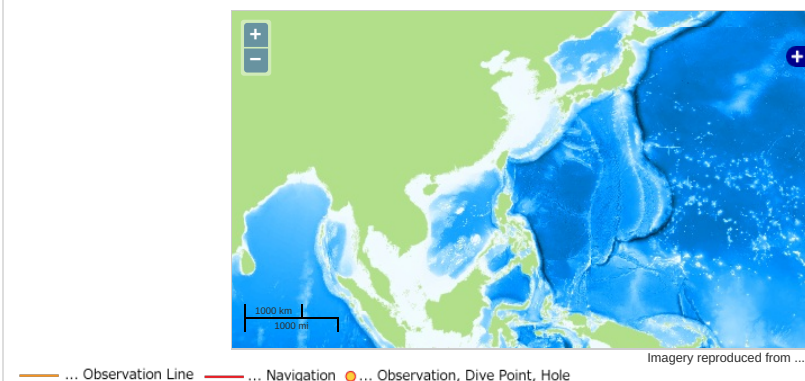 +
−
+
1000 km
1000 mi
Imagery reproduced from ...
... Observation Line ... Navigation ... Observation, Dive Point, Hole